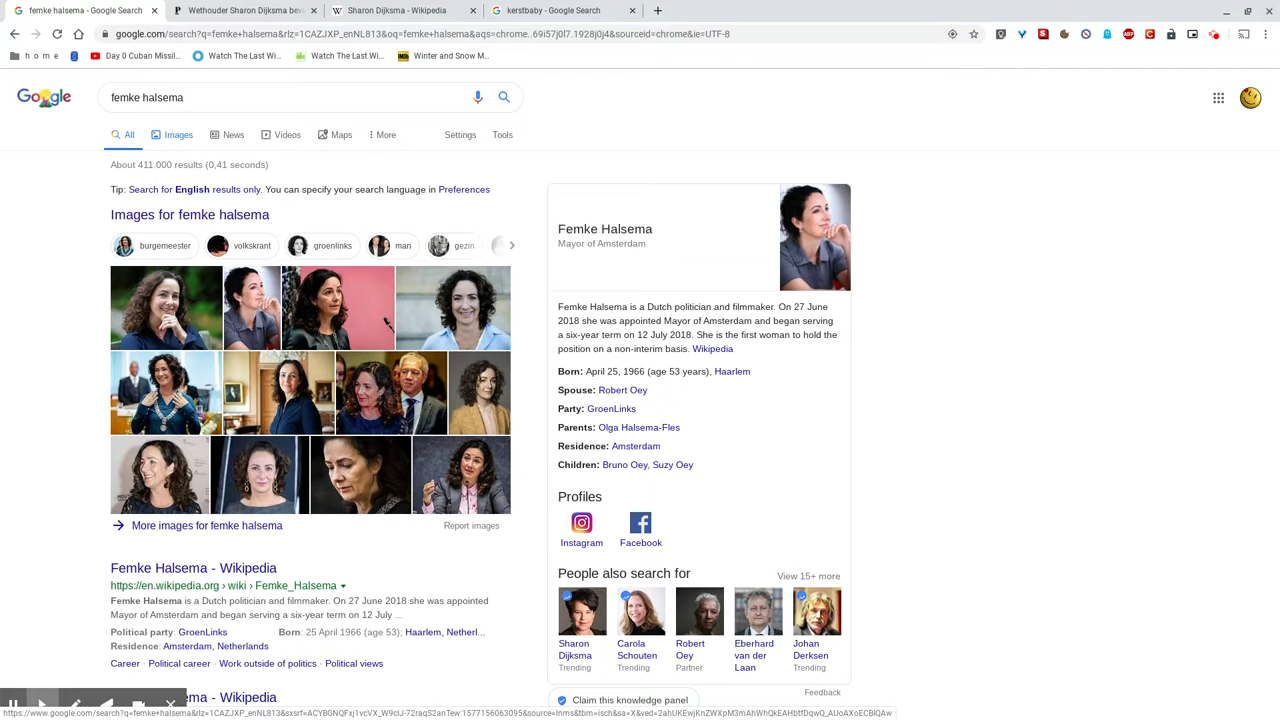 femke halsema - Google Search
Wethouder Sharon Dijksma bev
Sharon Dijksma - Wikipedia
kerstbaby - Google Search
google.com/search?q=femke+halsema&rlz=1CAZJXP_enNL813&oq=femke+halsema&aqs=chrome..69i57j0l7.1928j0j4&sourceid=chrome&ie=UTF-8
h o m e
Day 0 Cuban Missil...
Watch The Last Wi...
Watch The Last Wi...
Winter and Snow M...
Google
femke halsema
All
Images
News
Videos
Maps
More
Settings
Tools
About 411.000 results (0,41 seconds)
Tip: Search for English results only. You can specify your search language in Preferences
Images for femke halsema
burgemeester
volkskrant
groenlinks
man
gezin
More images for femke halsema
Report images
Femke Halsema - Wikipedia
https://en.wikipedia.org › wiki › Femke_Halsema
Femke Halsema is a Dutch politician and filmmaker. On 27 June 2018 she was appointed
Mayor of Amsterdam and began serving a six-year term on 12 July ...
Political party: GroenLinks
Born: 25 April 1966 (age 53); Haarlem, Netherl...
Residence: Amsterdam, Netherlands
Career · Political career · Work outside of politics · Political views
ema - Wikipedia
Femke Halsema
Mayor of Amsterdam
Femke Halsema is a Dutch politician and filmmaker. On 27 June
2018 she was appointed Mayor of Amsterdam and began serving
a six-year term on 12 July 2018. She is the first woman to hold the
position on a non-interim basis. Wikipedia
Born: April 25, 1966 (age 53 years), Haarlem
Spouse: Robert Oey
Party: GroenLinks
Parents: Olga Halsema-Fles
Residence: Amsterdam
Children: Bruno Oey, Suzy Oey
Profiles
Instagram
Facebook
People also search for
View 15+ more
Sharon
Dijksma
Trending
Carola
Schouten
Trending
Robert
Oey
Partner
Eberhard
van der
Laan
Johan
Derksen
Trending
Feedback
Claim this knowledge panel